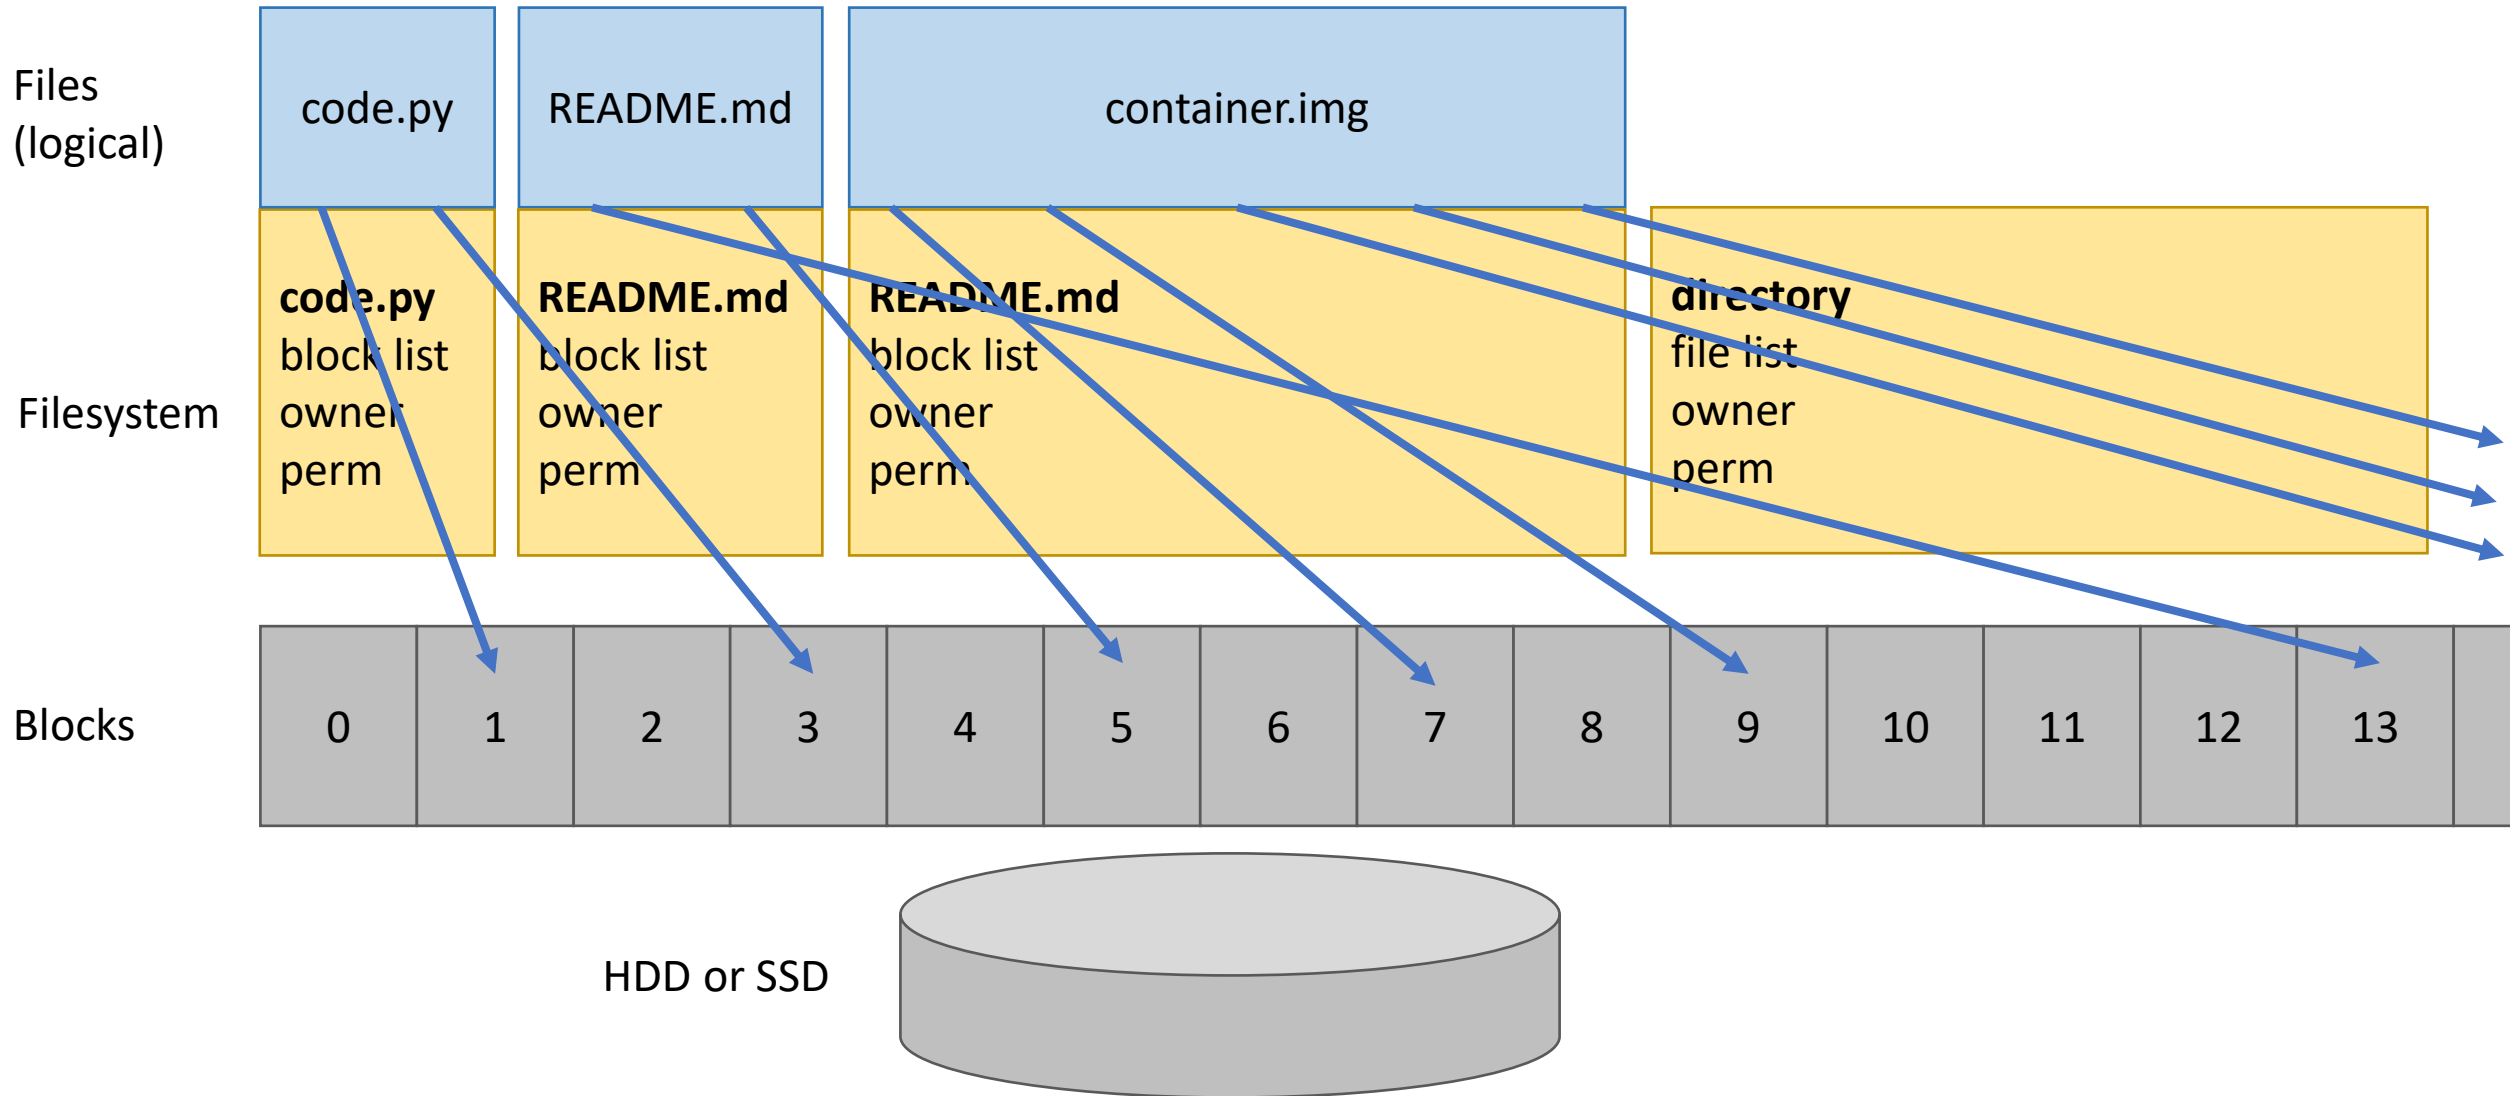 Files
(logical)
code.py
README.md
container.img
Filesystem
code.py
block list
owner
perm
README.md
block list
owner
perm
README.md
block list
owner
perm
directory
file list
owner
perm
Blocks
0 1 2 3 4 5 6 7 8 9 10 11 12 13
HDD or SSD